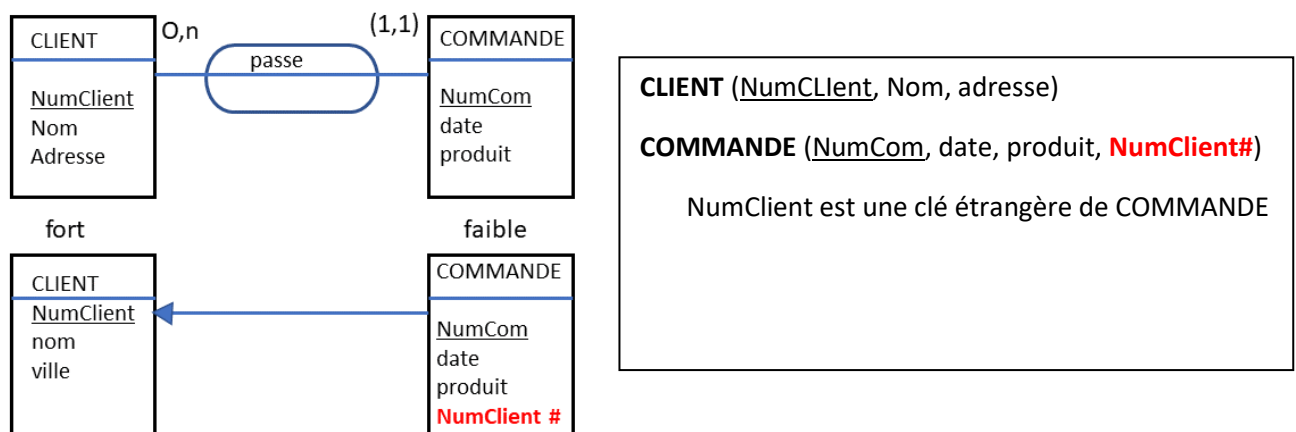 CLIENT
O,n
(1,1)
COMMANDE
passe
NumClient
Nom
Adresse
NumCom
date
produit
fort
faible
CLIENT
NumClient
nom
ville
COMMANDE
NumCom
date
produit
NumClient #
CLIENT (NumCLIent, Nom, adresse)
COMMANDE (NumCom, date, produit, NumClient#)
NumClient est une clé étrangère de COMMANDE